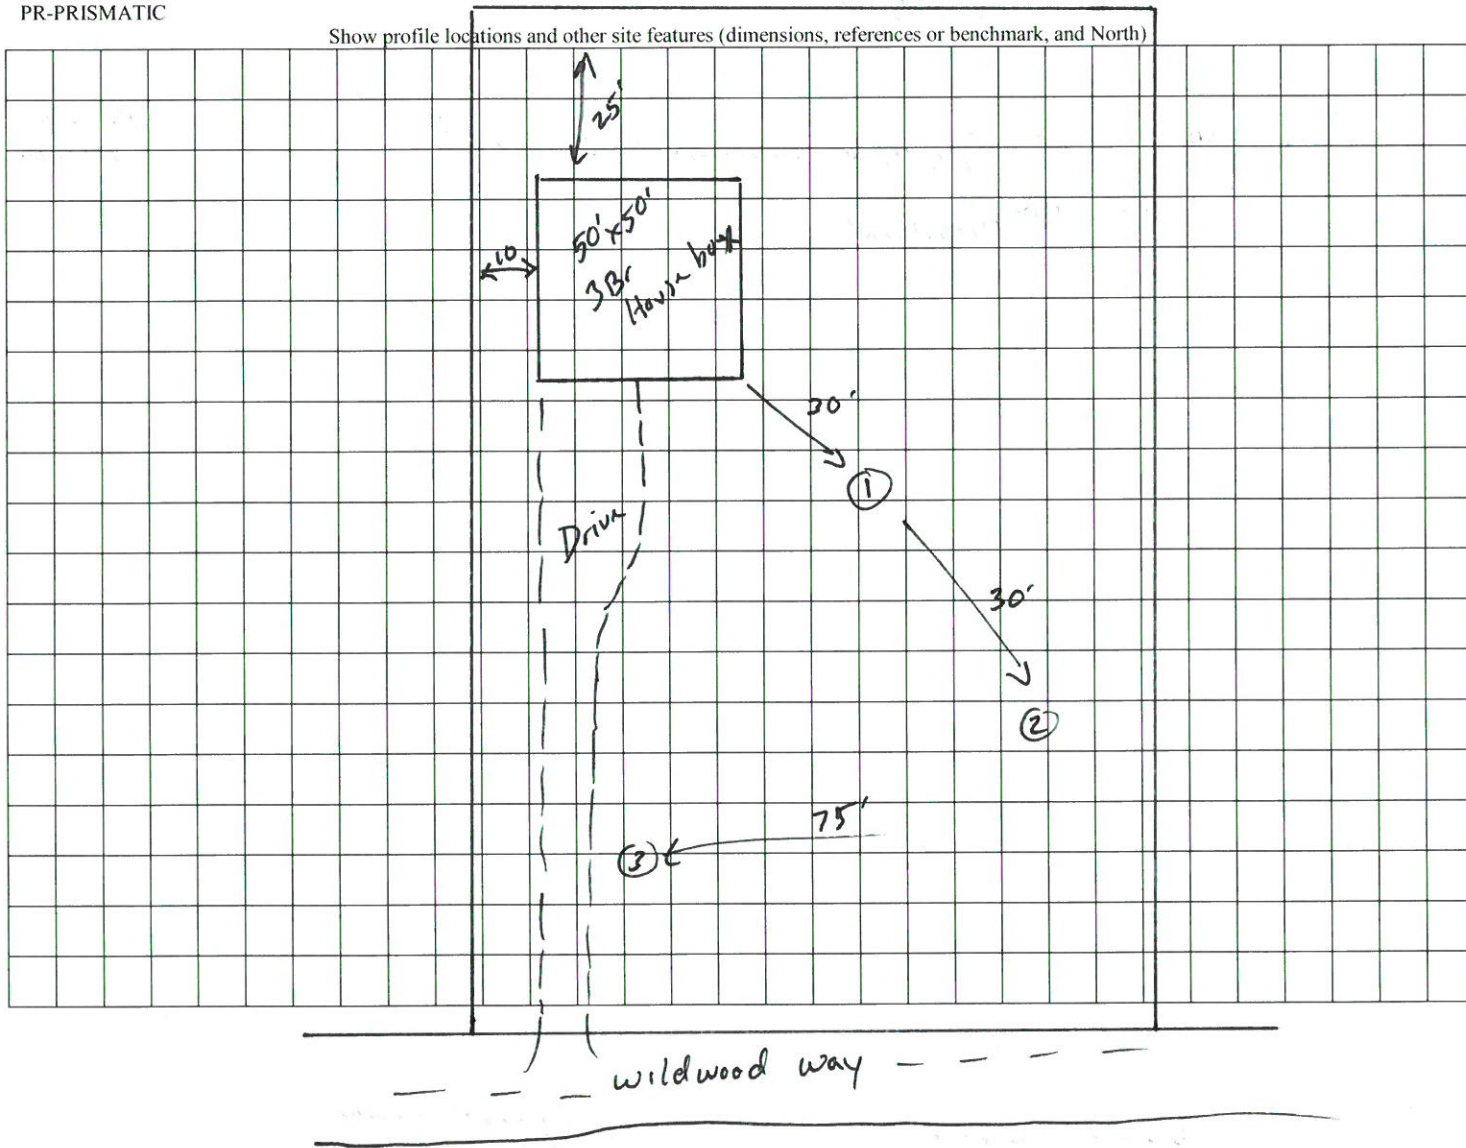 PR-PRISMATIC
Show profile locations and other site features (dimensions, references or benchmark, and North)
25'
50'x50'
3Br
House box
10
30'
①
Drive
30'
②
75'
③
wildwood way